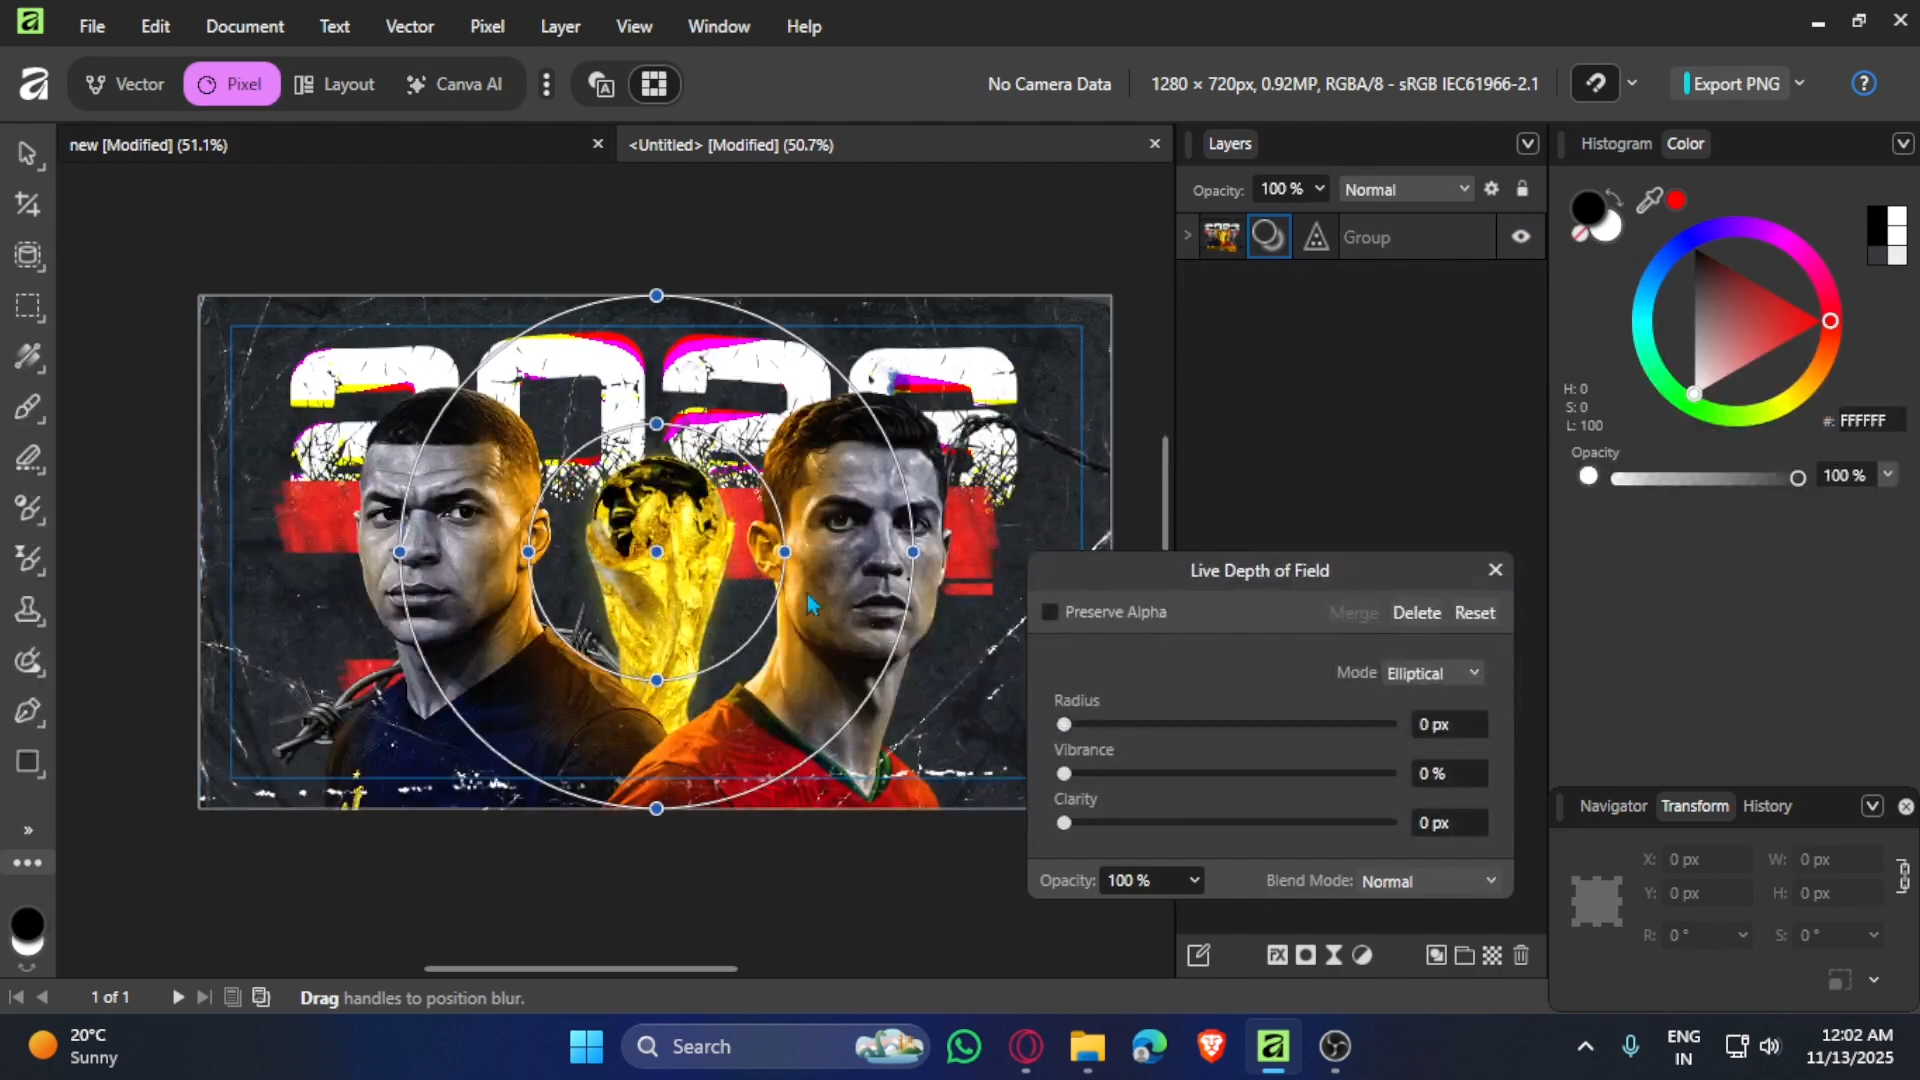 File Edit Document Text Vector Pixel Layer View Window Help
Vector Pixel Layout Canva AI No Camera Data 1280 × 720px, 0.92MP, RGBA/8 - sRGB IEC61966-2.1 Export PNG ?
new [Modified] (51.1%) <Untitled> [Modified] (50.7%)
Layers
Histogram Color
Opacity: 100 % Normal
Group
H: 0
S: 0
L: 100
#: FFFFFF
Opacity
100 %
2026
Live Depth of Field
Preserve Alpha Merge Delete Reset
Mode Elliptical
Radius
0 px
Vibrance
0 %
Clarity
0 px
Opacity: 100 % Blend Mode: Normal
Navigator Transform History
X: 0 px W: 0 px
Y: 0 px H: 0 px
R: 0 ° S: 0 °
1 of 1 Drag handles to position blur.
20°C
Sunny
Search
ENG
IN
12:02 AM
11/13/2025